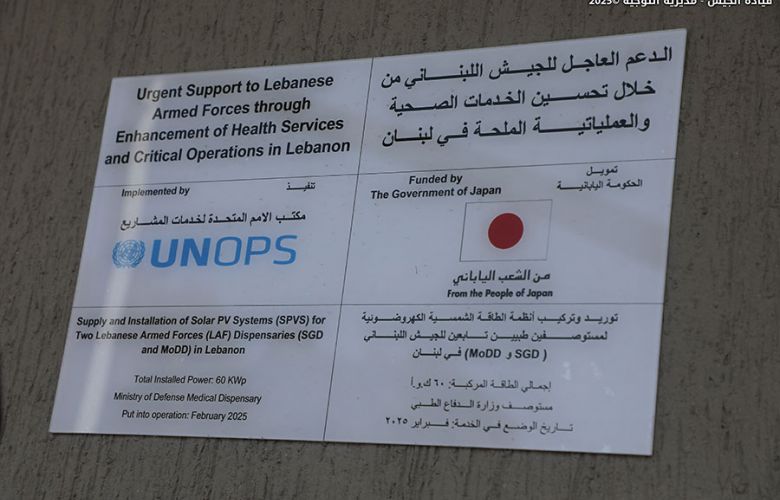 قيادة الجيش - مديرية التوجيه ©2025
Urgent Support to Lebanese
Armed Forces through
Enhancement of Health Services
and Critical Operations in Lebanon
الدعم العاجل للجيش اللبناني من
خلال تحسين الخدمات الصحية
والعملياتية الملحة في لبنان
Implemented by تنفيذ
مكتب الامم المتحدة لخدمات المشاريع
UNOPS
Funded by
The Government of Japan
تمويل
الحكومة اليابانية
من الشعب الياباني
From the People of Japan
Supply and Installation of Solar PV Systems (SPVS) for
Two Lebanese Armed Forces (LAF) Dispensaries (SGD
and MoDD) in Lebanon
Total Installed Power: 60 KWp
Ministry of Defense Medical Dispensary
Put into operation: February 2025
توريد وتركيب أنظمة الطاقة الشمسية الكهروضوئية
لمستوصفين طبيين تابعين للجيش اللبناني
(MoDD و SGD ) في لبنان
إجمالي الطاقة المركبة: ٦٠ ك.و.أ
مستوصف وزارة الدفاع الطبي
تاريخ الوضع في الخدمة: فبراير ٢٠٢٥